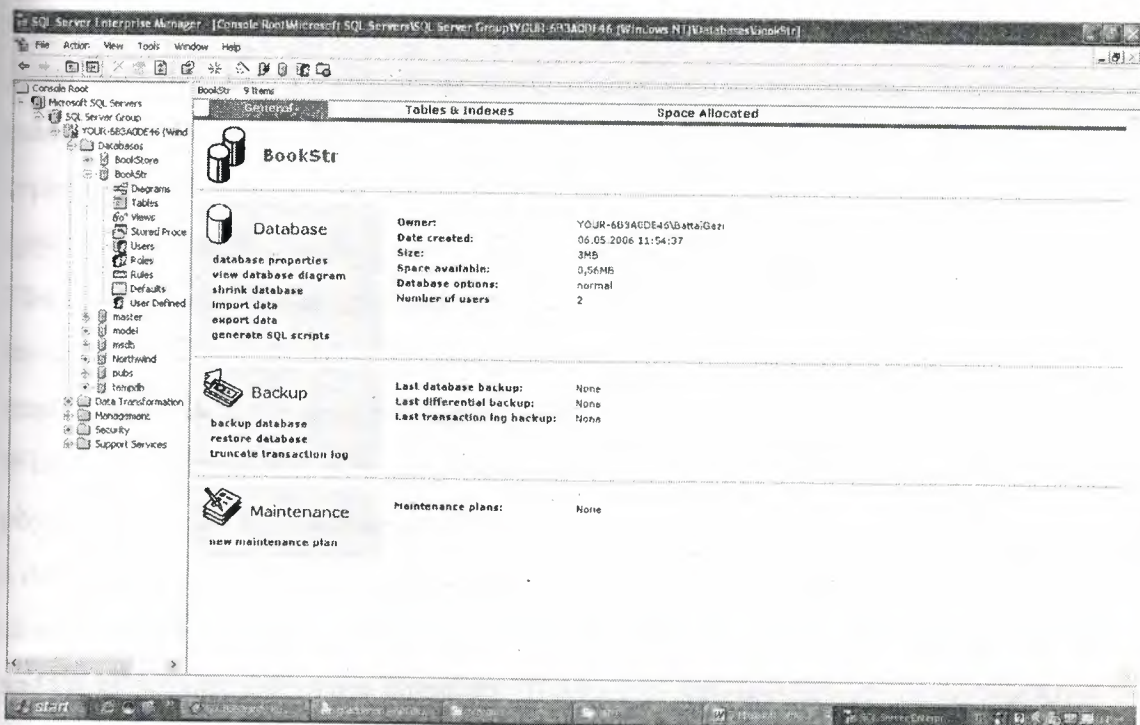 SQL Server Enterprise Manager - [Console Root\Microsoft SQL Servers\SQL Server Group\YOUR-6B3A0DE46 (Windows NT)\Databases\BookStr]
File Action View Tools Window Help
Console Root
Microsoft SQL Servers
SQL Server Group
YOUR-6B3A0DE46 (Wind
Databases
BookStore
BookStr
Diagrams
Tables
Views
Stored Proce
Users
Roles
Rules
Defaults
User Defined
master
model
msdb
Northwind
pubs
tempdb
Data Transformation
Management
Security
Support Services
BookStr 9 Items
General
Tables & Indexes
Space Allocated
BookStr
Database
database properties
view database diagram
shrink database
import data
export data
generate SQL scripts
Owner: YOUR-6B3A0DE46\BattalGazi
Date created: 06.05.2006 11:54:37
Size: 3MB
Space available: 0,56MB
Database options: normal
Number of users 2
Backup
backup database
restore database
truncate transaction log
Last database backup: None
Last differential backup: None
Last transaction log backup: None
Maintenance
new maintenance plan
Maintenance plans: None
start